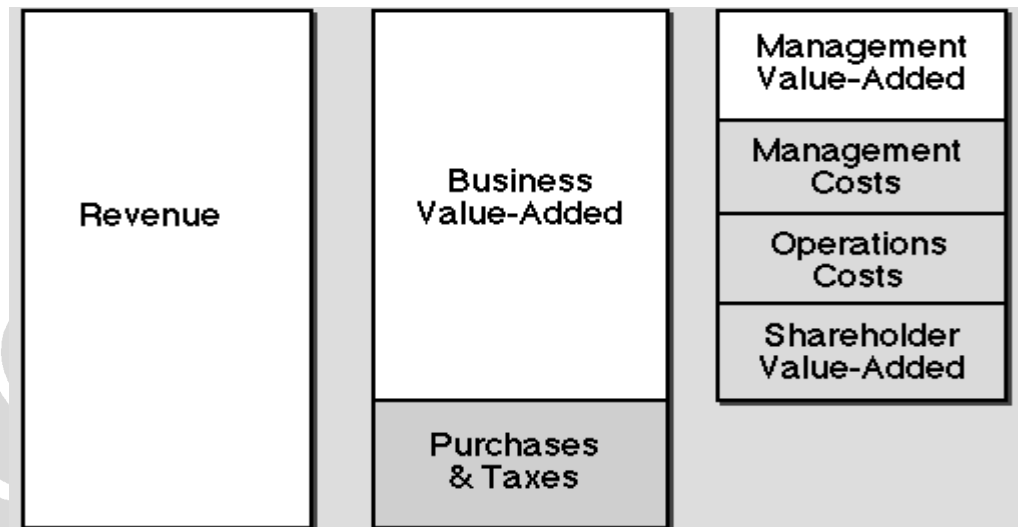 Revenue
Business
Value-Added
Purchases
& Taxes
Management
Value-Added
Management
Costs
Operations
Costs
Shareholder
Value-Added